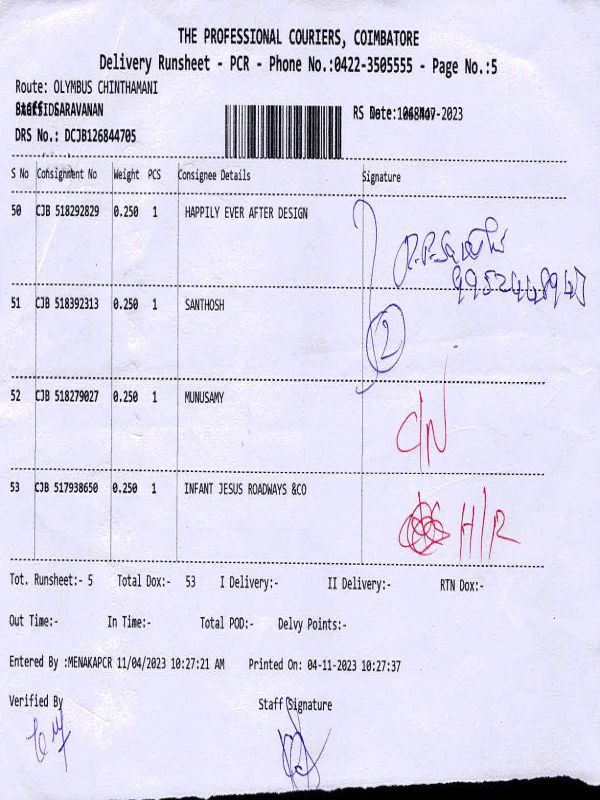 THE PROFESSIONAL COURIERS, COIMBATORE
Delivery Runsheet - PCR - Phone No.:0422-3505555 - Page No.:5
Route: OLYMBUS CHINTHAMANI
SARAVANAN RS Date: -2023
DRS No.: DCJB126844705
S No Consignment No Weight PCS Consignee Details Signature
50 CJB 518292829 0.250 1 HAPPILY EVER AFTER DESIGN
51 CJB 518392313 0.250 1 SANTHOSH
2
52 CJB 518279027 0.250 1 MUNUSAMY C/N
53 CJB 517938650 0.250 1 INFANT JESUS ROADWAYS &CO H/R
Tot. Runsheet:- 5 Total Dox:- 53 I Delivery:- II Delivery:- RTN Dox:-
Out Time:- In Time:- Total POD:- Delvy Points:-
Entered By :MENAKAPCR 11/04/2023 10:27:21 AM Printed On: 04-11-2023 10:27:37
Verified By Staff Signature